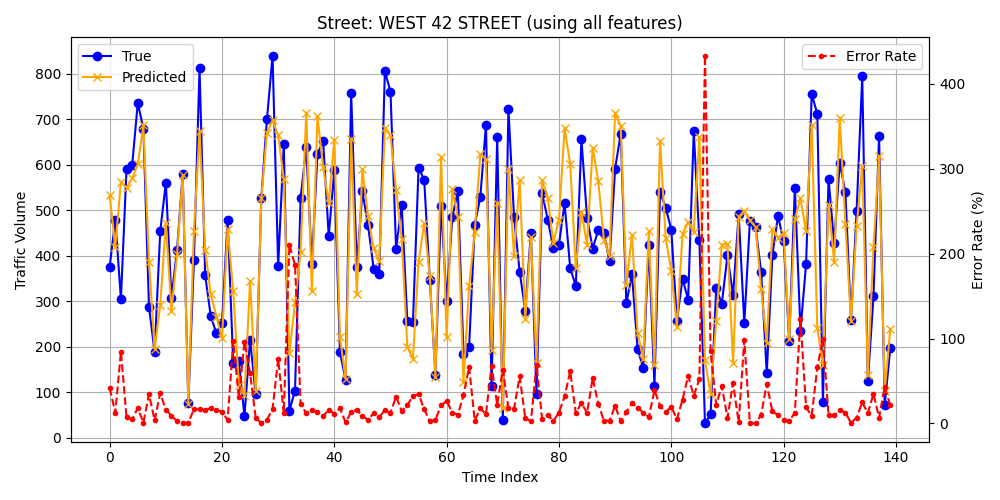 Street: WEST 42 STREET (using all features)
True
Predicted
Error Rate
800
700
600
500
400
300
200
100
0
400
300
200
100
0
0 20 40 60 80 100 120 140
Traffic Volume
Error Rate (%)
Time Index